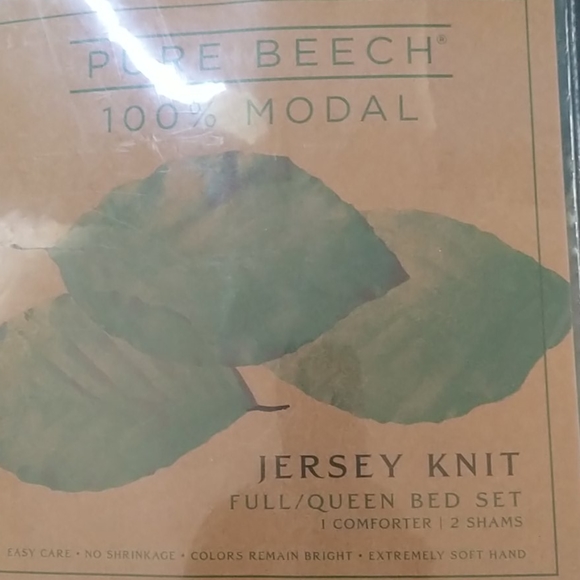 PURE BEECH®
100% MODAL
JERSEY KNIT
FULL/QUEEN BED SET
1 COMFORTER | 2 SHAMS
EASY CARE • NO SHRINKAGE • COLORS REMAIN BRIGHT • EXTREMELY SOFT HAND